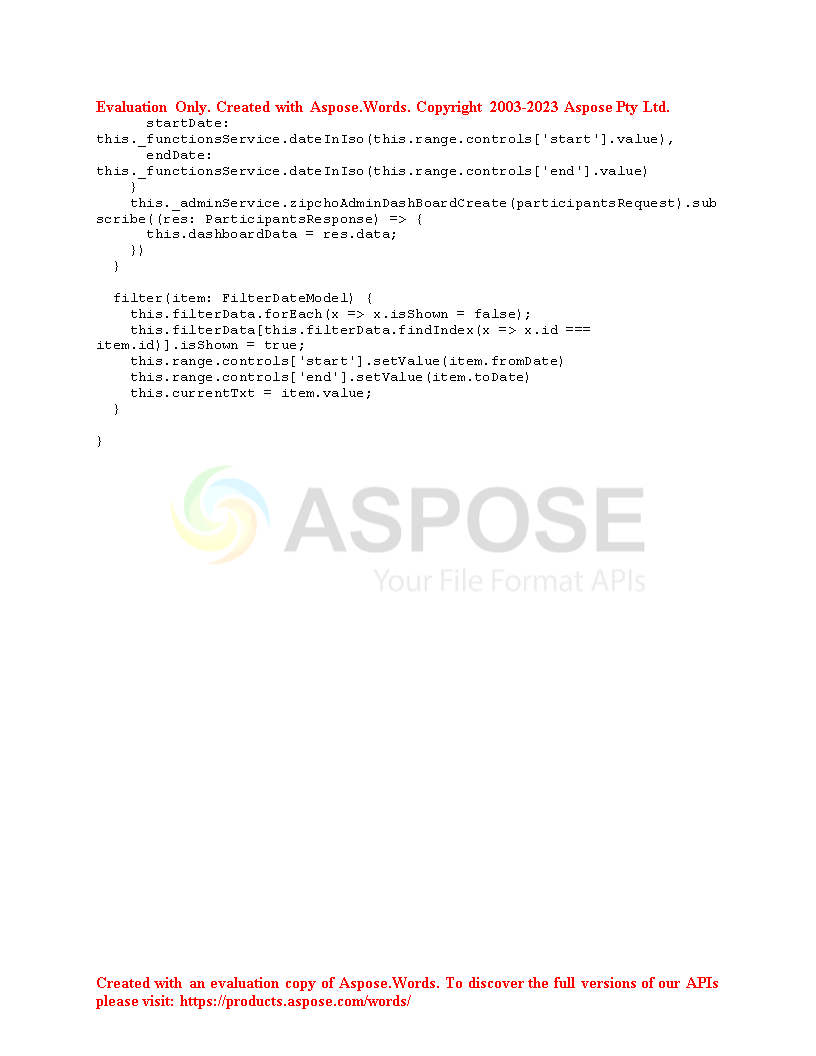 Evaluation Only. Created with Aspose.Words. Copyright 2003-2023 Aspose Pty Ltd.
      startDate:
this._functionsService.dateInIso(this.range.controls['start'].value),
      endDate:
this._functionsService.dateInIso(this.range.controls['end'].value)
    }
    this._adminService.zipchoAdminDashBoardCreate(participantsRequest).sub
scribe((res: ParticipantsResponse) => {
      this.dashboardData = res.data;
    })
  }

  filter(item: FilterDateModel) {
    this.filterData.forEach(x => x.isShown = false);
    this.filterData[this.filterData.findIndex(x => x.id ===
item.id)].isShown = true;
    this.range.controls['start'].setValue(item.fromDate)
    this.range.controls['end'].setValue(item.toDate)
    this.currentTxt = item.value;
  }

}
ASPOSE
Your File Format APIs
Created with an evaluation copy of Aspose.Words. To discover the full versions of our APIs
please visit: https://products.aspose.com/words/